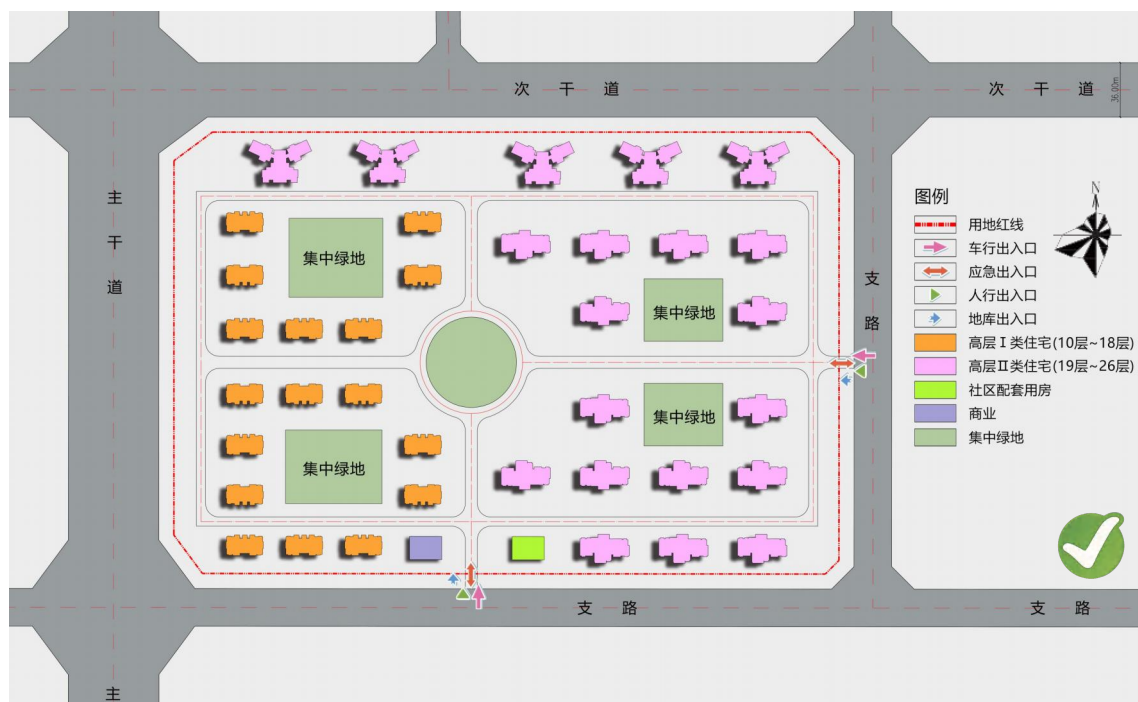 次干道
次干道
36.00m
主干道
N
图例
用地红线
车行出入口
应急出入口
人行出入口
地库出入口
高层Ⅰ类住宅(10层~18层)
高层Ⅱ类住宅(19层~26层)
社区配套用房
商业
集中绿地
集中绿地
集中绿地
集中绿地
集中绿地
支路
支路
支路
主